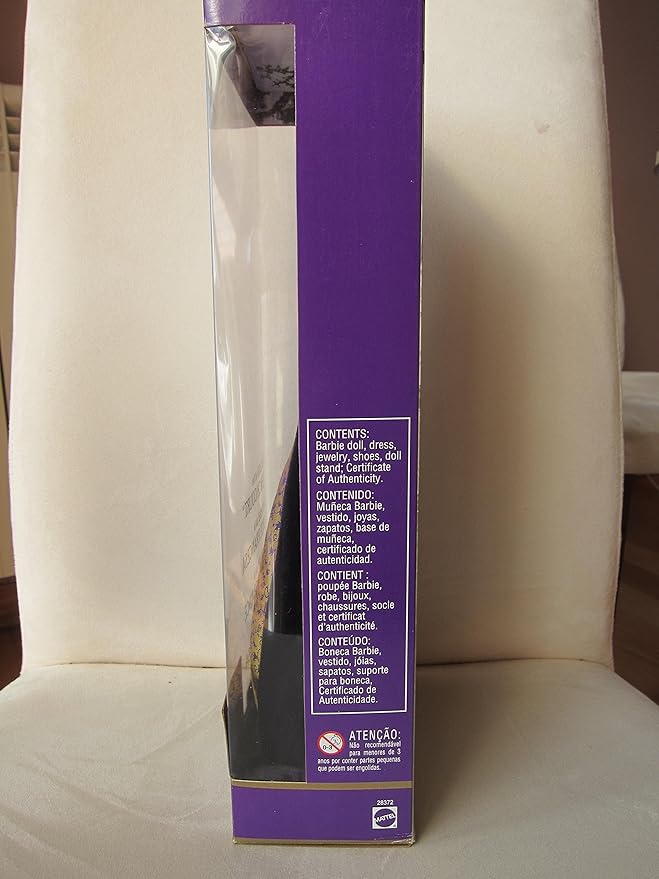 CONTENTS:
Barbie doll, dress,
jewelry, shoes, doll
stand; Certificate
of Authenticity.
CONTENIDO:
Muñeca Barbie,
vestido, joyas,
zapatos, base de
muñeca,
certificado de
autenticidad.
CONTIENT :
poupée Barbie,
robe, bijoux,
chaussures, socle
et certificat
d'authenticité.
CONTEÚDO:
Boneca Barbie,
vestido, jóias,
sapatos, suporte
para boneca,
Certificado de
Autenticidade.
0-3
ATENÇÃO:
Não recomendável
para menores de 3
anos por conter partes pequenas
que podem ser engolidas.
28372
MATTEL